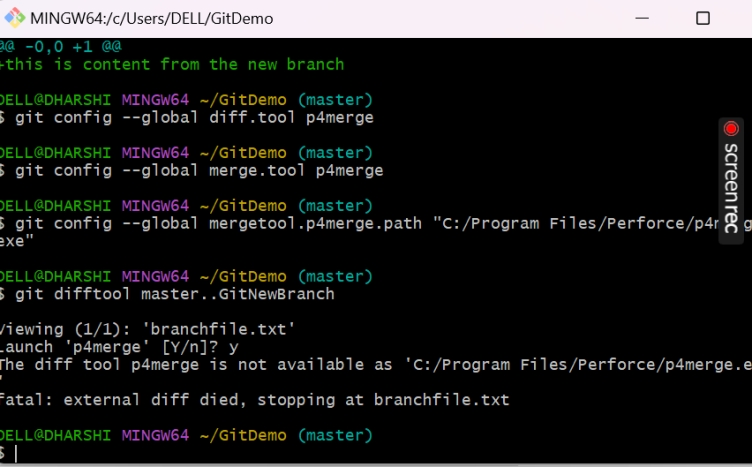 MINGW64:/c/Users/DELL/GitDemo
@@ -0,0 +1 @@
+this is content from the new branch
DELL@DHARSHI MINGW64 ~/GitDemo (master)
$ git config --global diff.tool p4merge
DELL@DHARSHI MINGW64 ~/GitDemo (master)
$ git config --global merge.tool p4merge
DELL@DHARSHI MINGW64 ~/GitDemo (master)
$ git config --global mergetool.p4merge.path "C:/Program Files/Perforce/p4merg
exe"
screenrec
DELL@DHARSHI MINGW64 ~/GitDemo (master)
$ git difftool master..GitNewBranch
Viewing (1/1): 'branchfile.txt'
Launch 'p4merge' [Y/n]? y
The diff tool p4merge is not available as 'C:/Program Files/Perforce/p4merge.e
'
fatal: external diff died, stopping at branchfile.txt
DELL@DHARSHI MINGW64 ~/GitDemo (master)
$